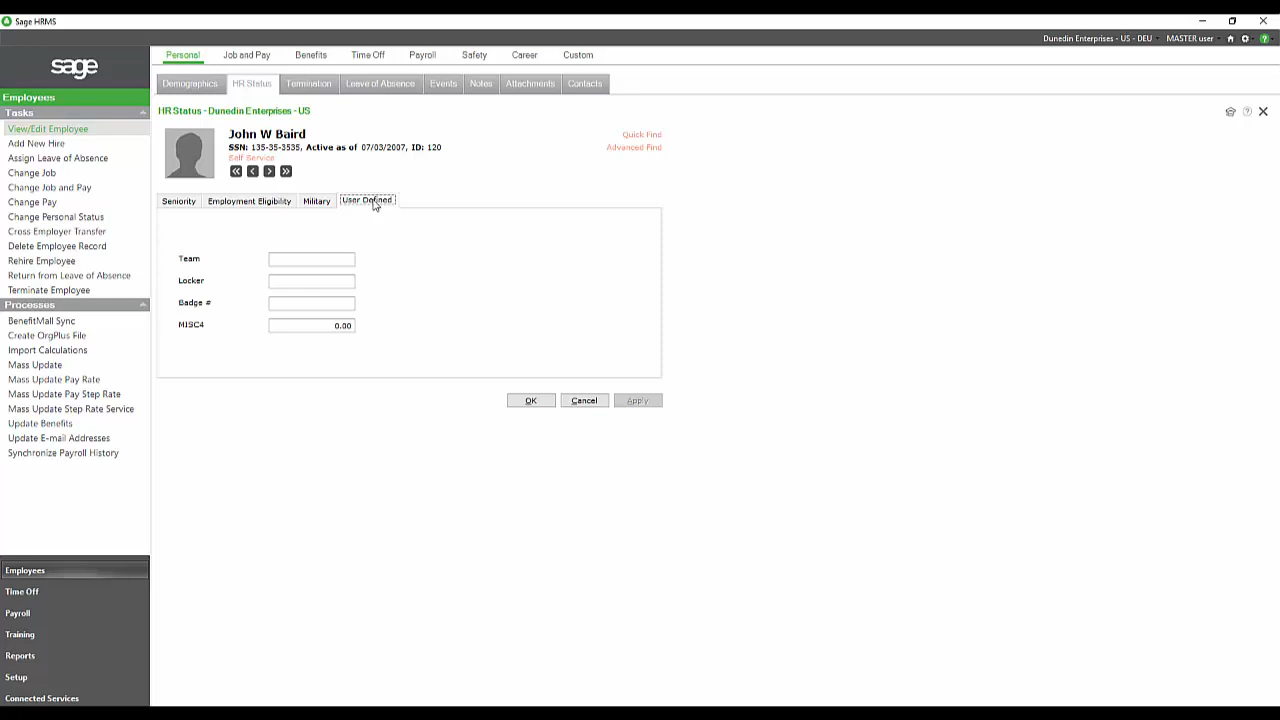 Sage HRMS
Dunedin Enterprises - US - DEU MASTER user
sage
Personal Job and Pay Benefits Time Off Payroll Safety Career Custom
Demographics HR Status Termination Leave of Absence Events Notes Attachments Contacts
Employees
Tasks
View/Edit Employee
Add New Hire
Assign Leave of Absence
Change Job
Change Job and Pay
Change Pay
Change Personal Status
Cross Employer Transfer
Delete Employee Record
Rehire Employee
Return from Leave of Absence
Terminate Employee
Processes
BenefitMall Sync
Create OrgPlus File
Import Calculations
Mass Update
Mass Update Pay Rate
Mass Update Pay Step Rate
Mass Update Step Rate Service
Update Benefits
Update E-mail Addresses
Synchronize Payroll History
Employees
Time Off
Payroll
Training
Reports
Setup
Connected Services
HR Status - Dunedin Enterprises - US
John W Baird
SSN: 135-35-3535, Active as of 07/03/2007, ID: 120
Self Service
Quick Find
Advanced Find
Seniority Employment Eligibility Military User Defined
Team
Locker
Badge #
MISC4 0.00
OK Cancel Apply